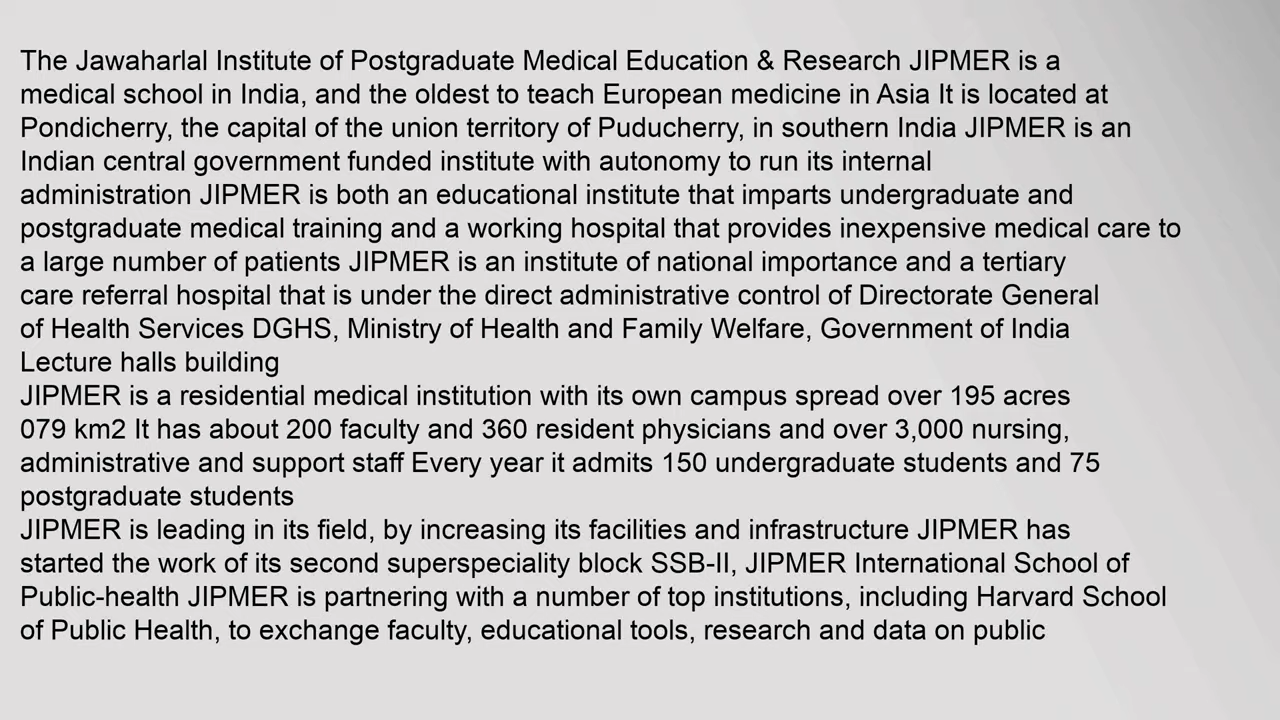 The Jawaharlal Institute of Postgraduate Medical Education & Research JIPMER is a
medical school in India, and the oldest to teach European medicine in Asia It is located at
Pondicherry, the capital of the union territory of Puducherry, in southern India JIPMER is an
Indian central government funded institute with autonomy to run its internal
administration JIPMER is both an educational institute that imparts undergraduate and
postgraduate medical training and a working hospital that provides inexpensive medical care to
a large number of patients JIPMER is an institute of national importance and a tertiary
care referral hospital that is under the direct administrative control of Directorate General
of Health Services DGHS, Ministry of Health and Family Welfare, Government of India
Lecture halls building
JIPMER is a residential medical institution with its own campus spread over 195 acres
079 km2 It has about 200 faculty and 360 resident physicians and over 3,000 nursing,
administrative and support staff Every year it admits 150 undergraduate students and 75
postgraduate students
JIPMER is leading in its field, by increasing its facilities and infrastructure JIPMER has
started the work of its second superspeciality block SSB-II, JIPMER International School of
Public-health JIPMER is partnering with a number of top institutions, including Harvard School
of Public Health, to exchange faculty, educational tools, research and data on public